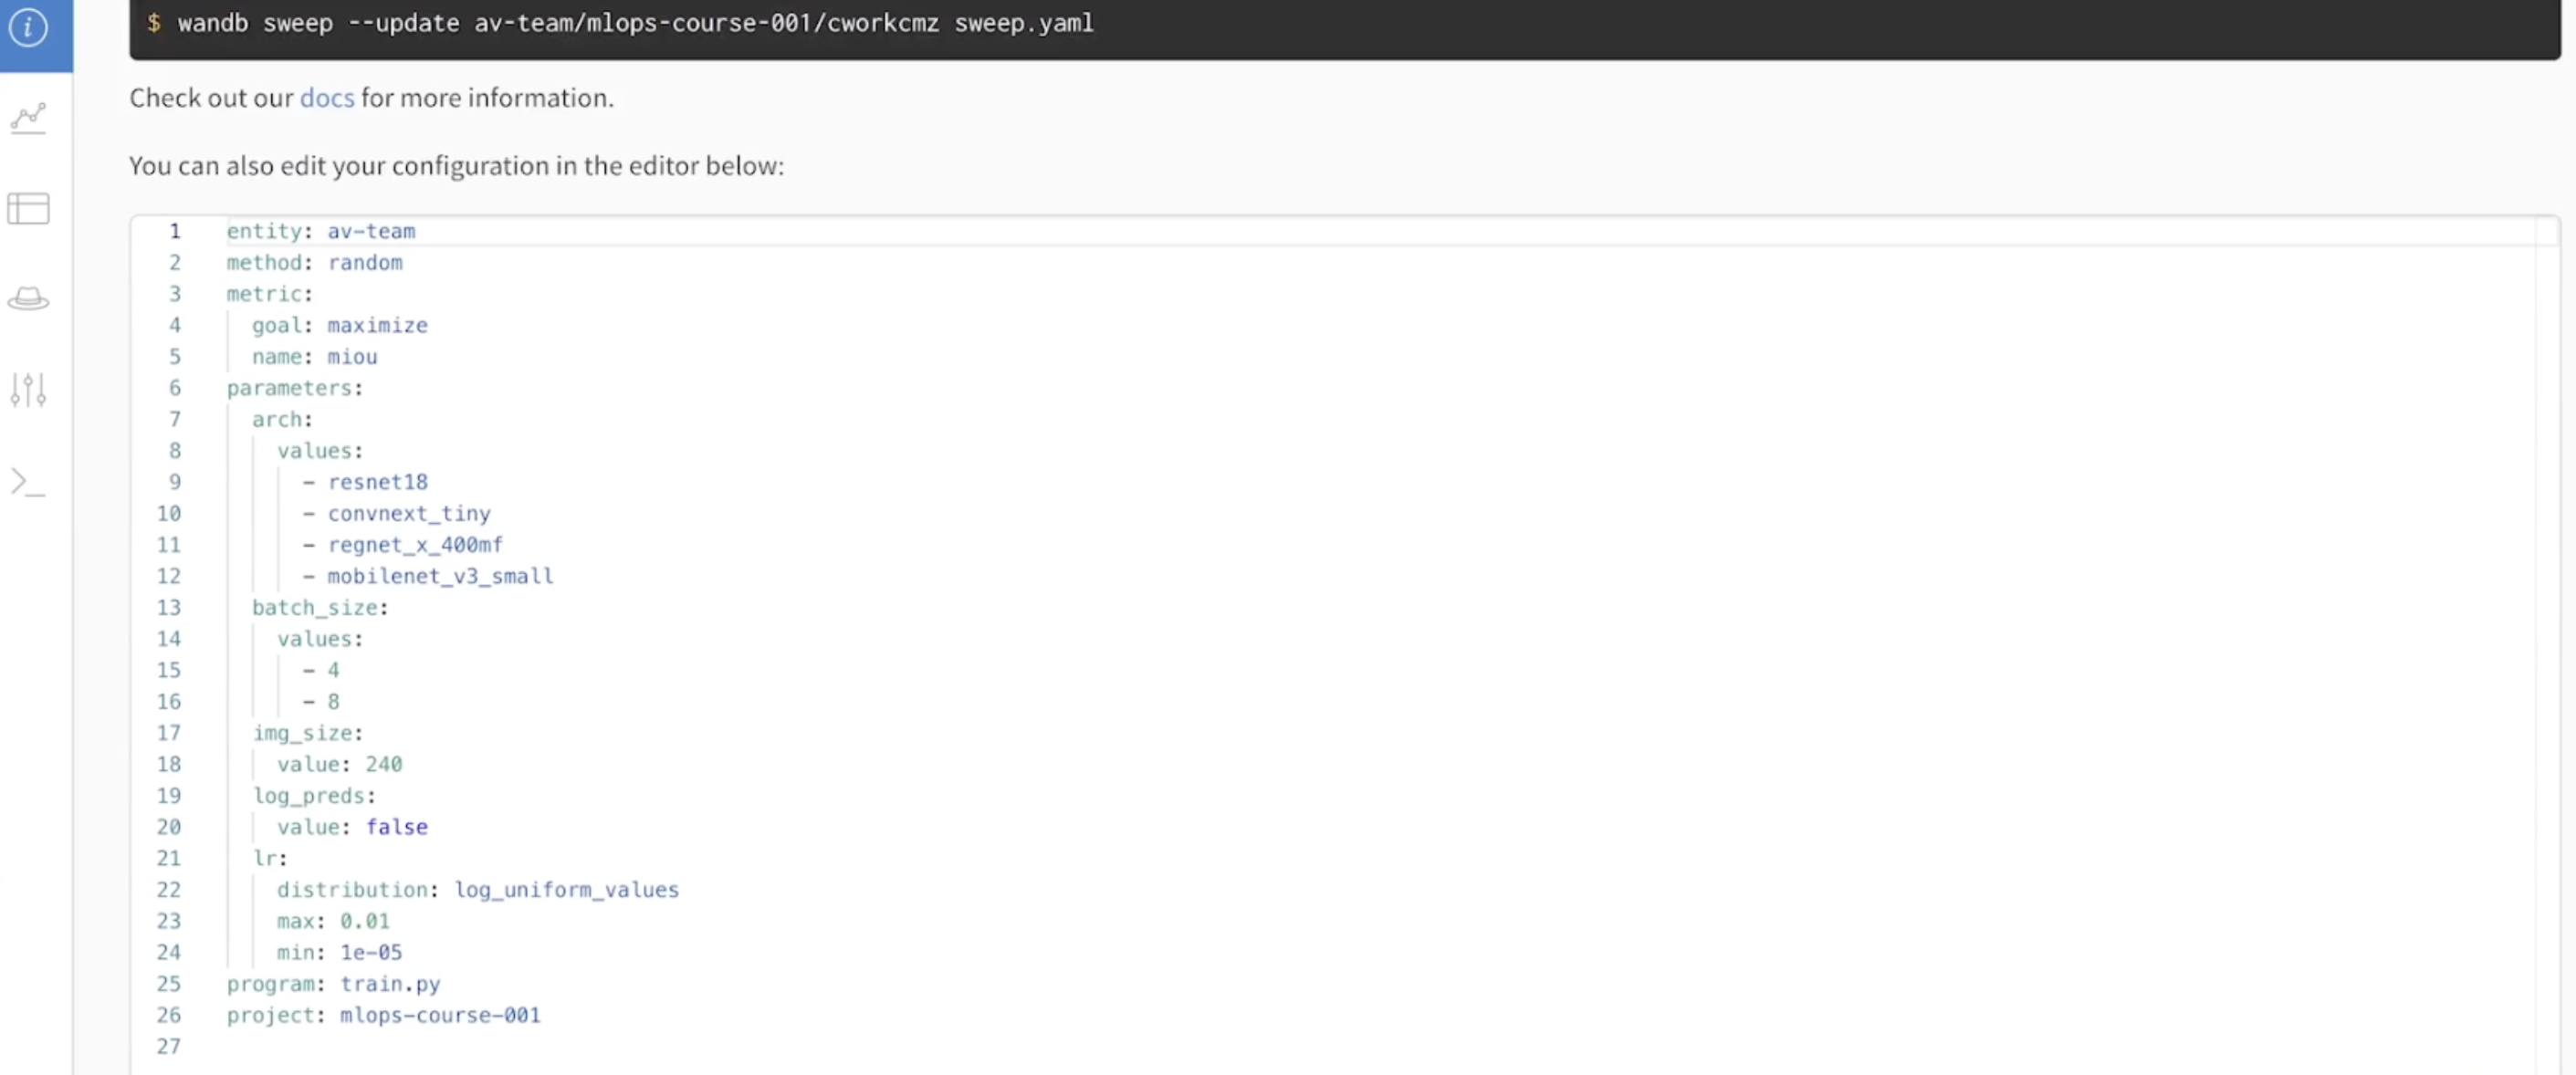 $ wandb sweep --update av-team/mlops-course-001/cworkcmz sweep.yaml
Check out our docs for more information.
You can also edit your configuration in the editor below:
1 entity: av-team
2 method: random
3 metric:
4 goal: maximize
5 name: miou
6 parameters:
7 arch:
8 values:
9 - resnet18
10 - convnext_tiny
11 - regnet_x_400mf
12 - mobilenet_v3_small
13 batch_size:
14 values:
15 - 4
16 - 8
17 img_size:
18 value: 240
19 log_preds:
20 value: false
21 lr:
22 distribution: log_uniform_values
23 max: 0.01
24 min: 1e-05
25 program: train.py
26 project: mlops-course-001
27